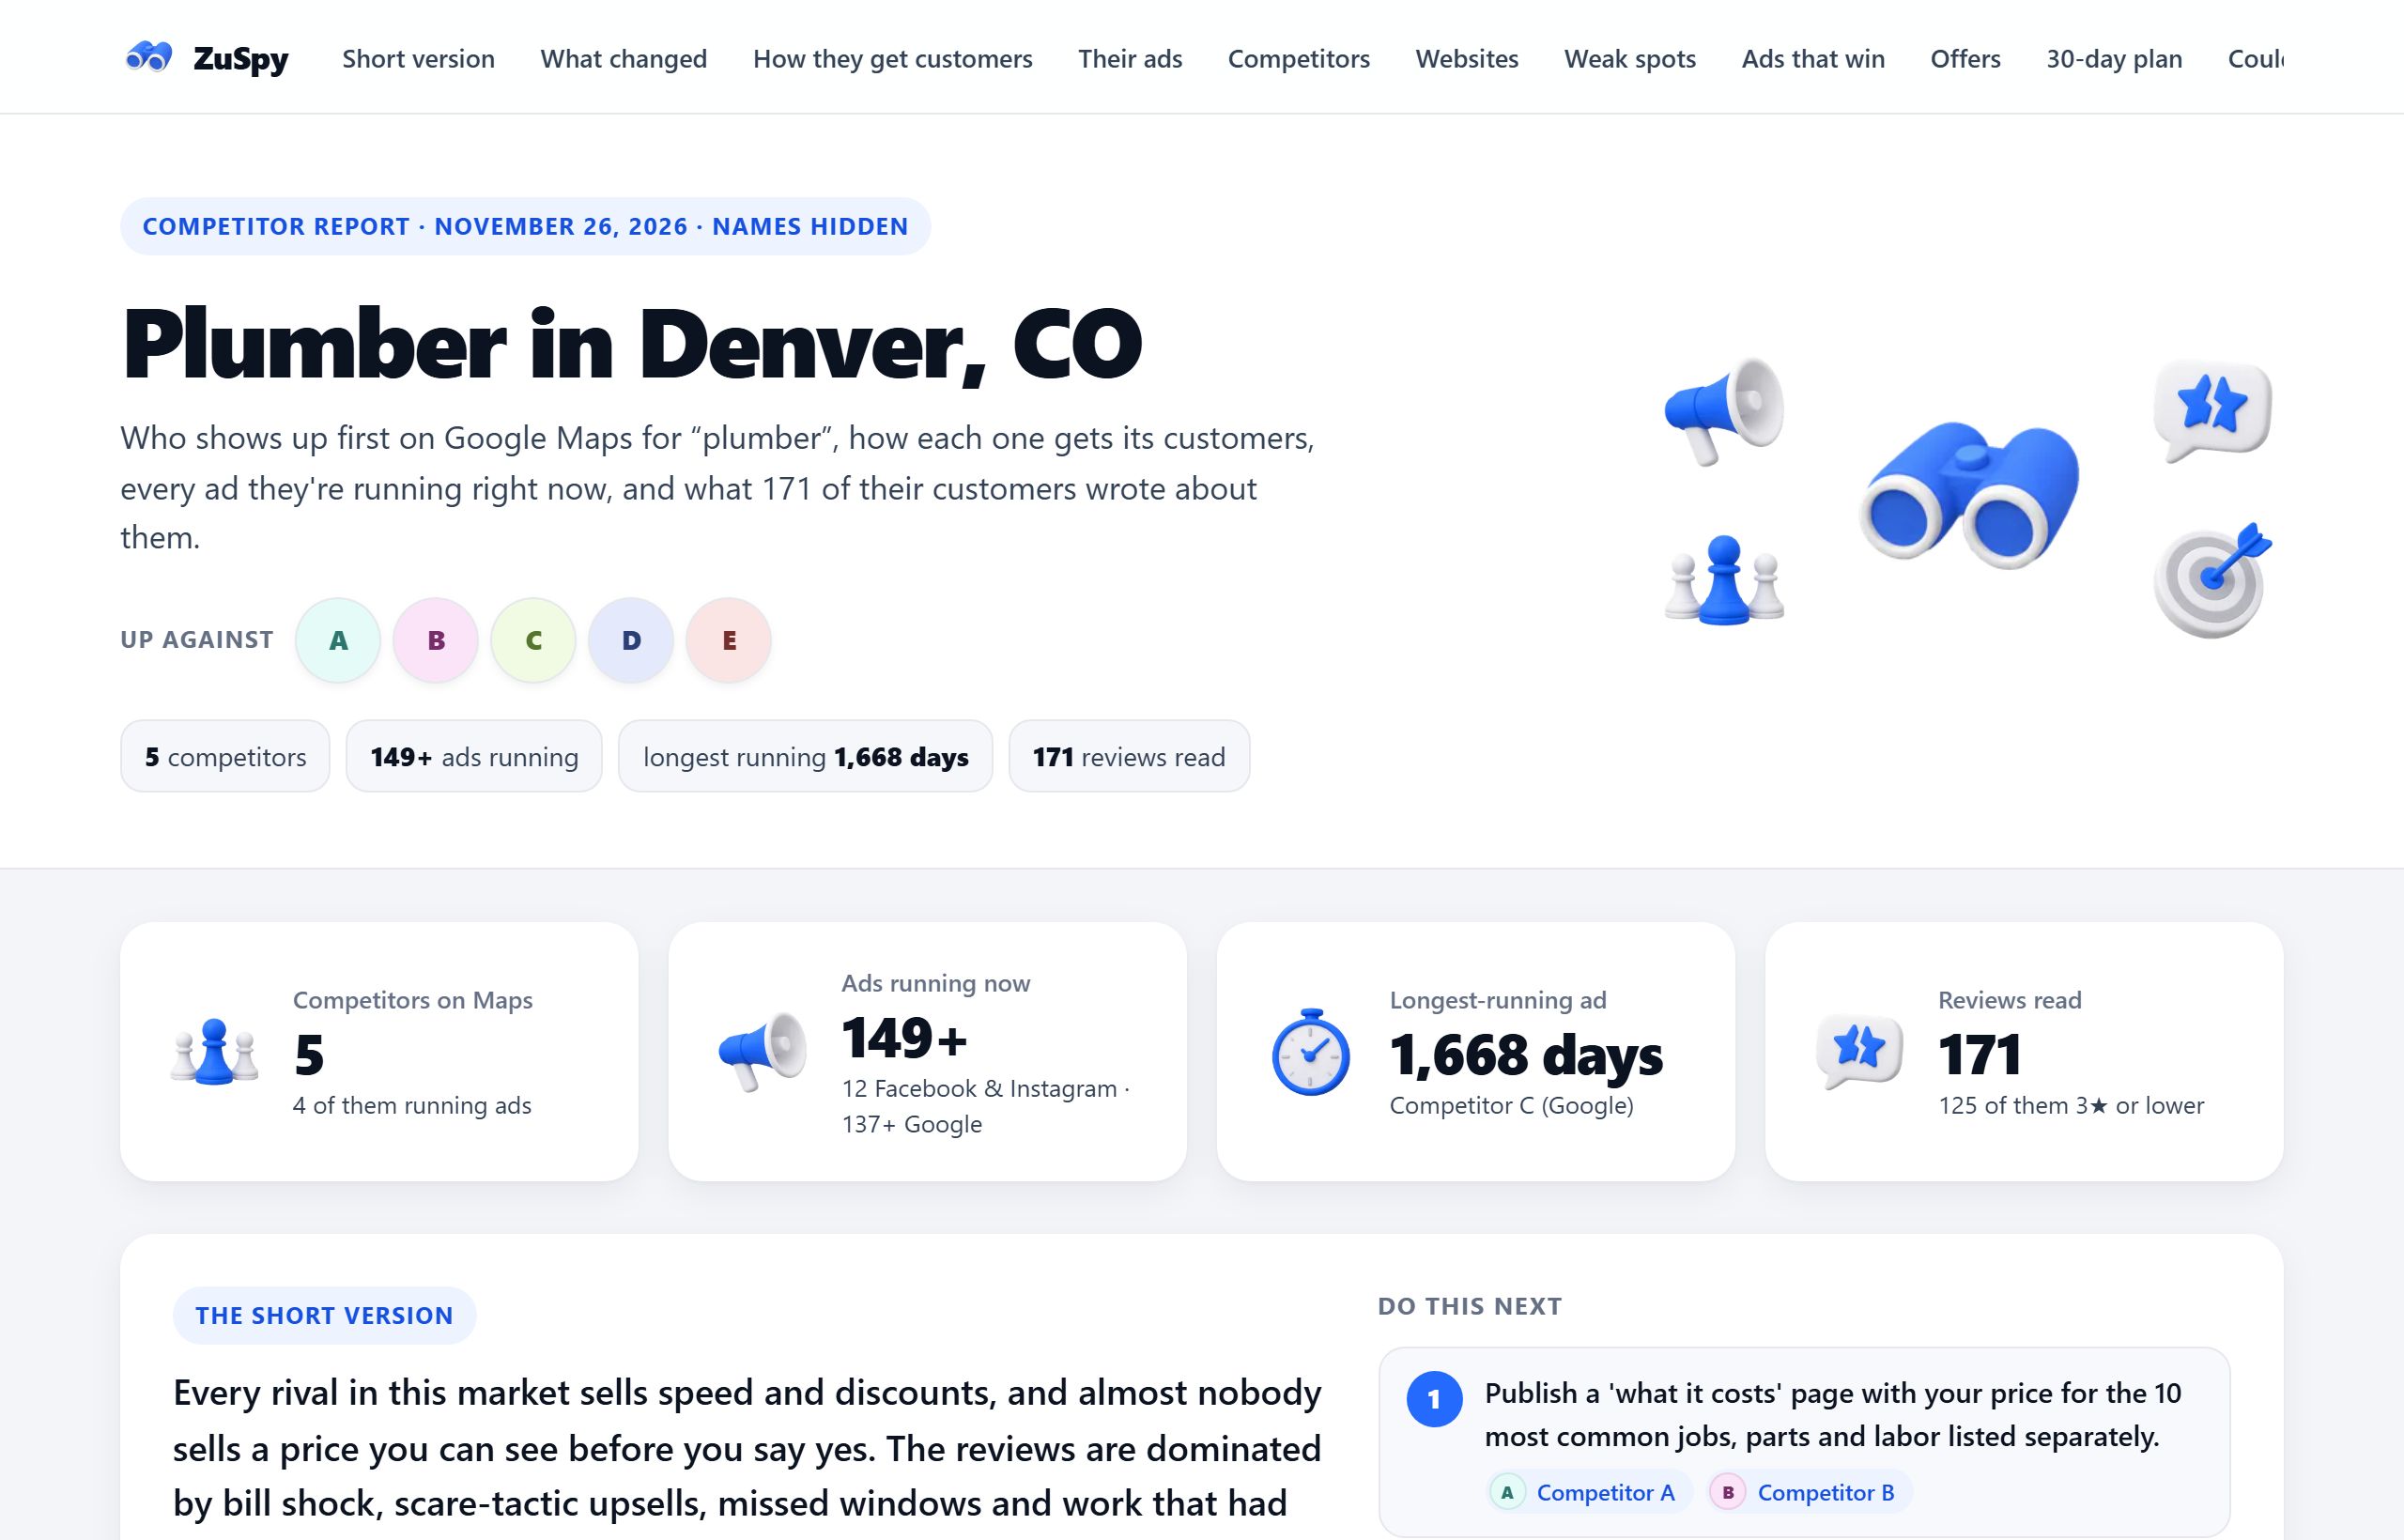 ZuSpy
Short version
What changed
How they get customers
Their ads
Competitors
Websites
Weak spots
Ads that win
Offers
30-day plan
COMPETITOR REPORT · NOVEMBER 26, 2026 · NAMES HIDDEN
Plumber in Denver, CO
Who shows up first on Google Maps for “plumber”, how each one gets its customers,
every ad they're running right now, and what 171 of their customers wrote about
them.
UP AGAINST
A
B
C
D
E
5 competitors
149+ ads running
longest running 1,668 days
171 reviews read
Competitors on Maps
5
4 of them running ads
Ads running now
149+
12 Facebook & Instagram ·
137+ Google
Longest-running ad
1,668 days
Competitor C (Google)
Reviews read
171
125 of them 3★ or lower
THE SHORT VERSION
Every rival in this market sells speed and discounts, and almost nobody
sells a price you can see before you say yes. The reviews are dominated
by bill shock, scare-tactic upsells, missed windows and work that had
DO THIS NEXT
1
Publish a 'what it costs' page with your price for the 10
most common jobs, parts and labor listed separately.
A Competitor A
B Competitor B